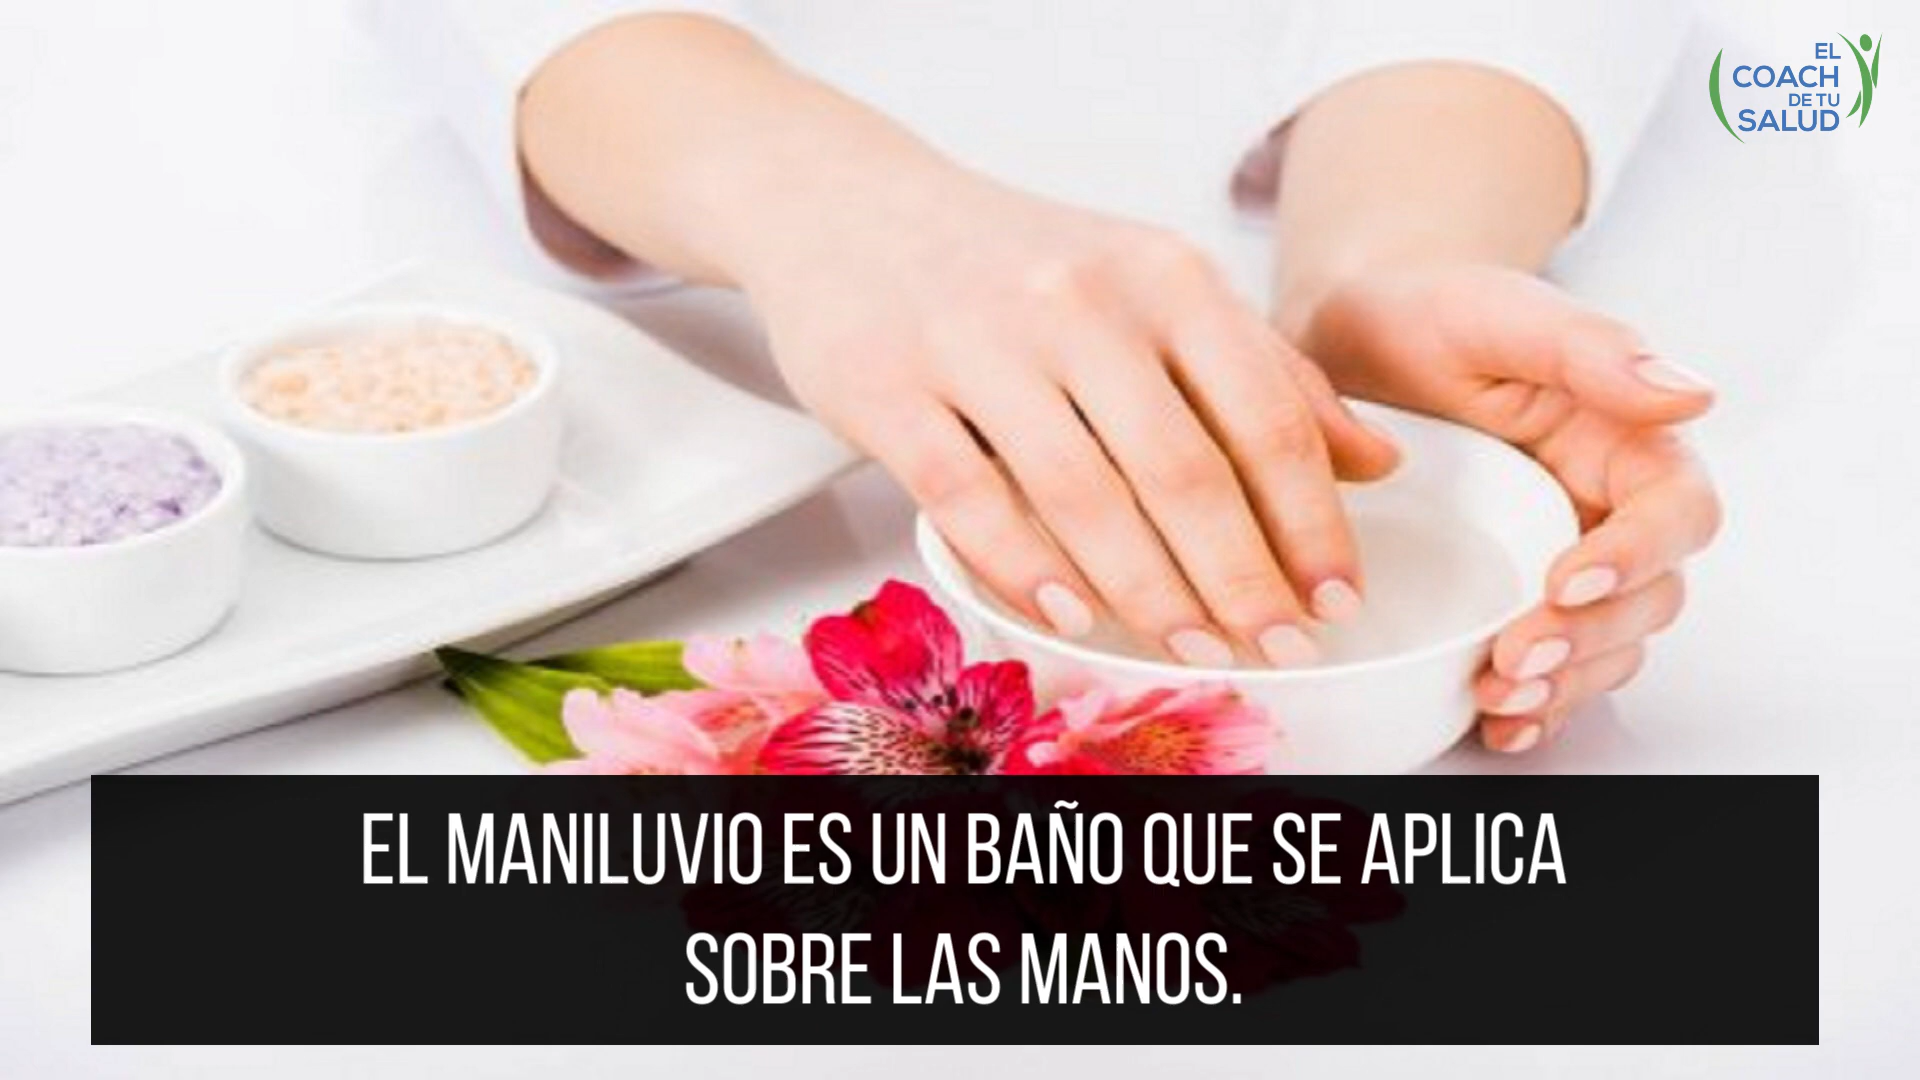 EL
COACH
DE TU
SALUD
EL MANILUVIO ES UN BAÑO QUE SE APLICA
SOBRE LAS MANOS.